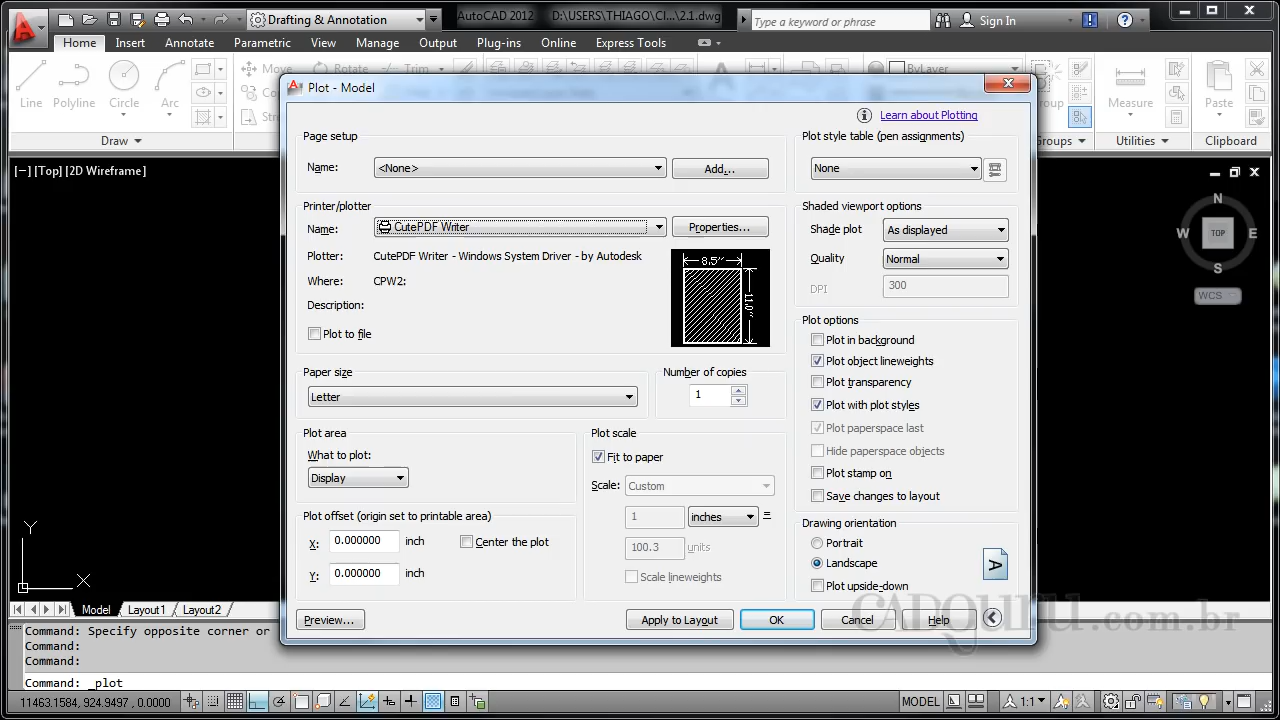 Drafting & Annotation
AutoCAD 2012 D:\USERS\THIAGO\CI...\2.1.dwg
Type a keyword or phrase
Sign In
Home Insert Annotate Parametric View Manage Output Plug-ins Online Express Tools
Move Rotate Trim
ByLayer
Line Polyline Circle Arc
Group Measure Paste
Draw Groups Utilities Clipboard
[−] [Top] [2D Wireframe]
Plot - Model
Learn about Plotting
Page setup
Name: <None> Add...
Printer/plotter
Name: CutePDF Writer Properties...
Plotter: CutePDF Writer - Windows System Driver - by Autodesk
Where: CPW2:
Description:
Plot to file
8.5''
11.0''
Paper size
Letter
Number of copies
1
Plot area
What to plot:
Display
Plot scale
Fit to paper
Scale: Custom
1 inches =
100.3 units
Scale lineweights
Plot offset (origin set to printable area)
X: 0.000000 inch Center the plot
Y: 0.000000 inch
Plot style table (pen assignments)
None
Shaded viewport options
Shade plot As displayed
Quality Normal
DPI 300
Plot options
Plot in background
Plot object lineweights
Plot transparency
Plot with plot styles
Plot paperspace last
Hide paperspace objects
Plot stamp on
Save changes to layout
Drawing orientation
Portrait
Landscape
A
Plot upside-down
Preview... Apply to Layout OK Cancel Help
CADguru.com.br
N
W TOP E
S
WCS
Y
X
Model Layout1 Layout2
Command: Specify opposite corner or
Command:
Command:
Command: _plot
11463.1584, 924.9497, 0.0000
MODEL 1:1